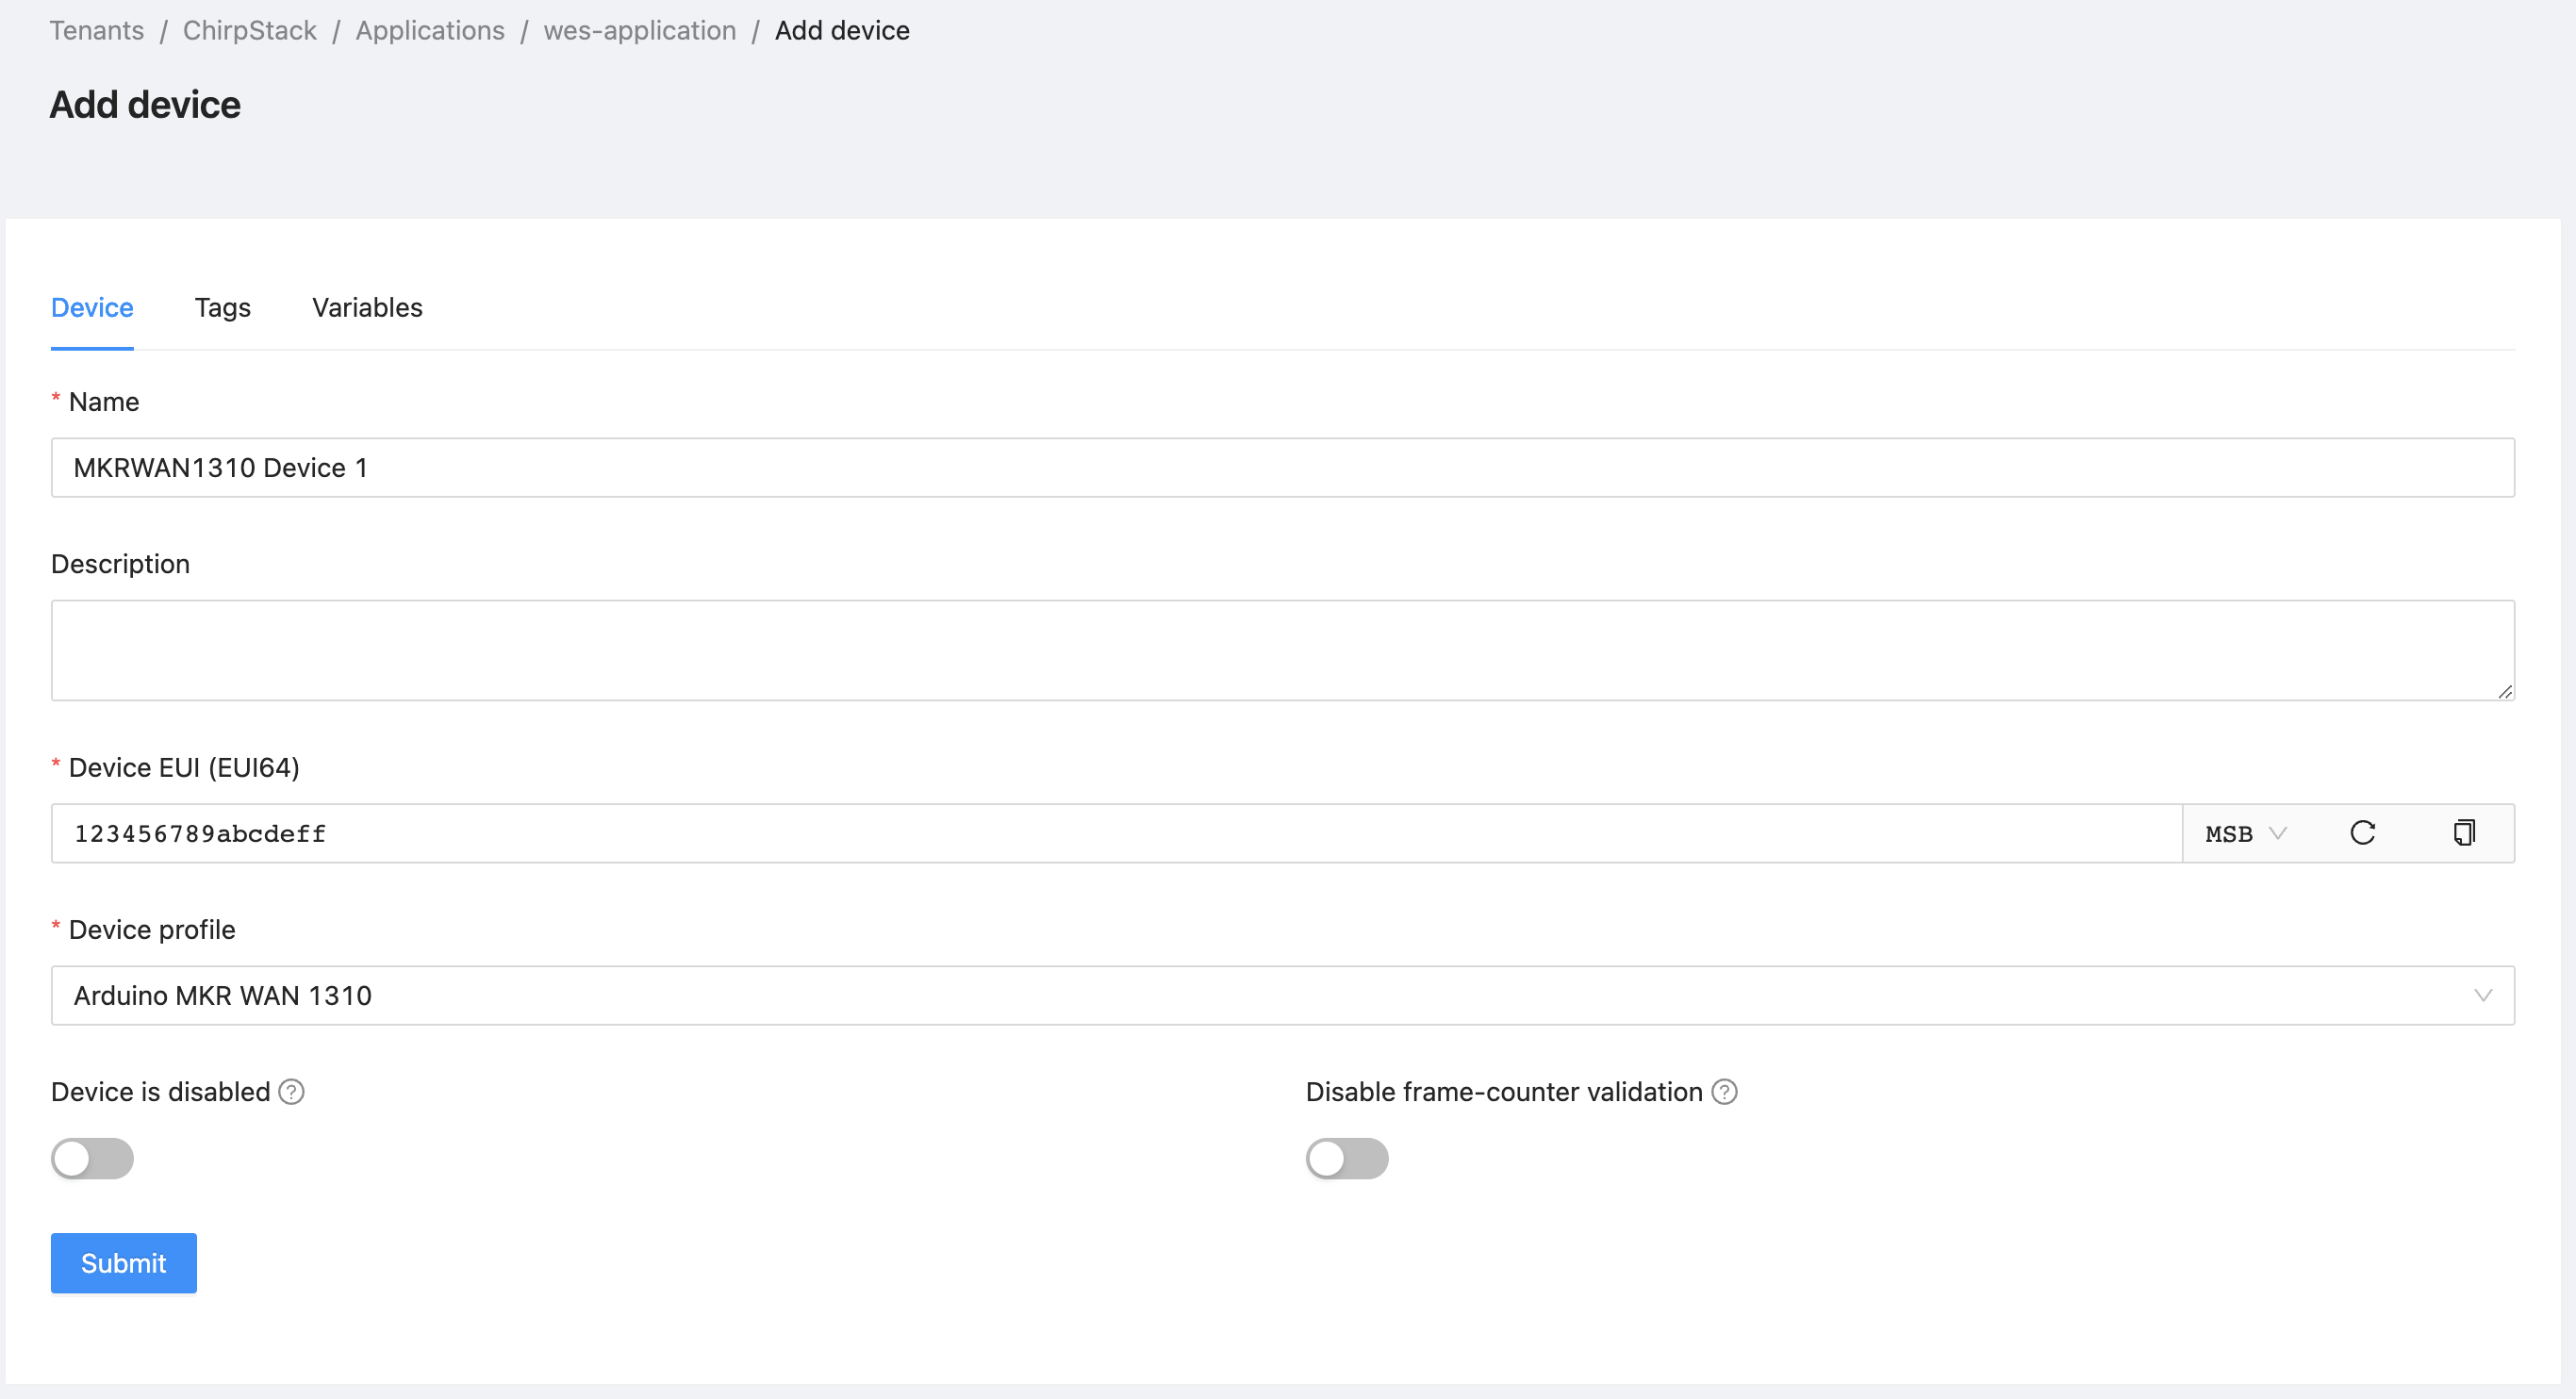 Tenants / ChirpStack / Applications / wes-application / Add device
Add device
Device Tags Variables
* Name
MKRWAN1310 Device 1
Description
* Device EUI (EUI64)
123456789abcdeff MSB
* Device profile
Arduino MKR WAN 1310
Device is disabled ? Disable frame-counter validation ?
Submit